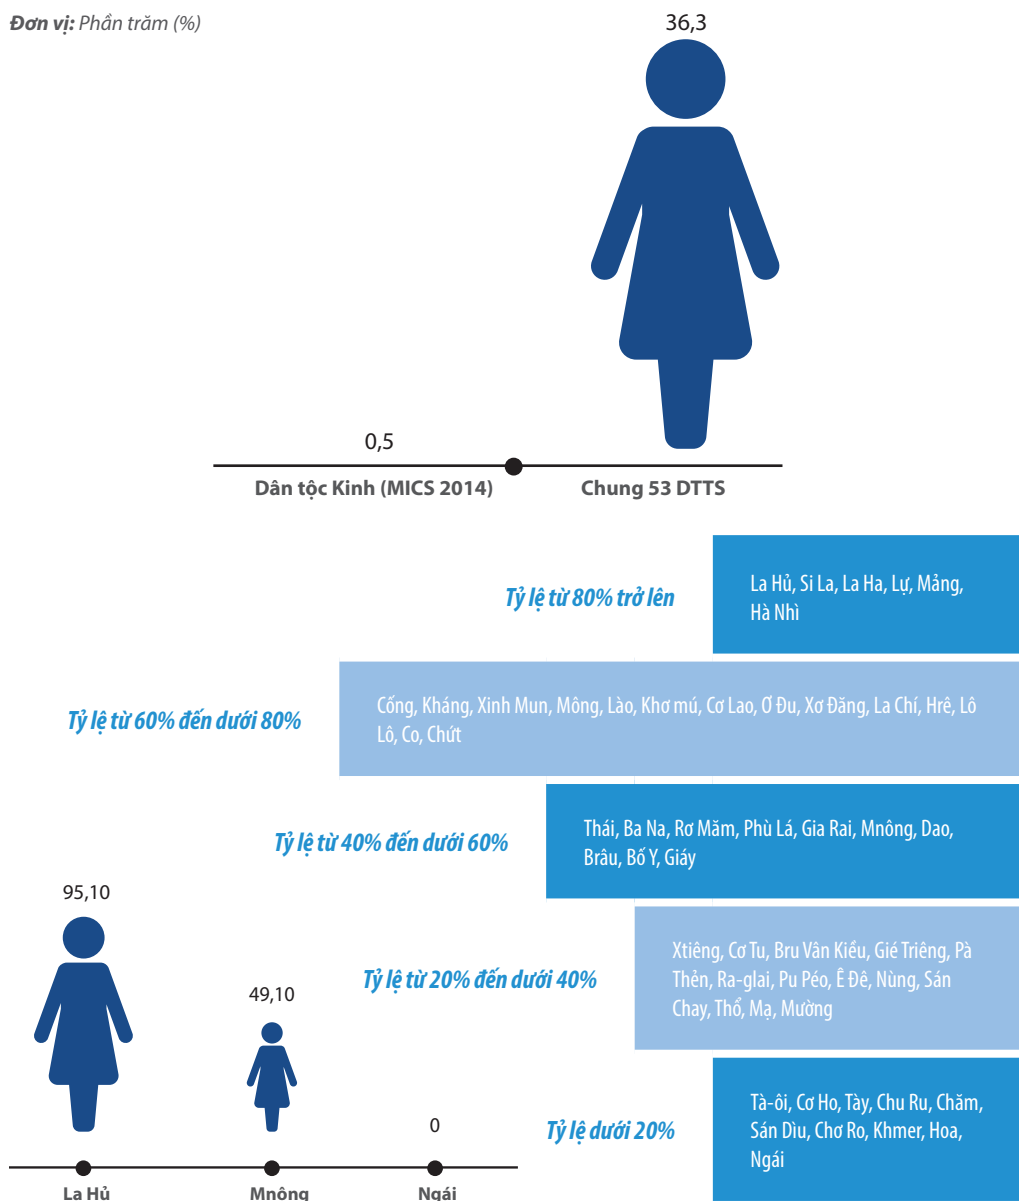 Đơn vị: Phần trăm (%)
36,3
0,5
Dân tộc Kinh (MICS 2014)
Chung 53 DTTS
Tỷ lệ từ 80% trở lên
La Hủ, Si La, La Ha, Lự, Mảng,
Hà Nhì
Tỷ lệ từ 60% đến dưới 80%
Cống, Kháng, Xinh Mun, Mông, Lào, Khơ mú, Cơ Lao, Ơ Đu, Xơ Đăng, La Chí, Hrê, Lô
Lô, Co, Chứt
Tỷ lệ từ 40% đến dưới 60%
Thái, Ba Na, Rơ Măm, Phù Lá, Gia Rai, Mnông, Dao,
Brâu, Bố Y, Giáy
Tỷ lệ từ 20% đến dưới 40%
Xtiêng, Cơ Tu, Bru Vân Kiều, Gié Triêng, Pà
Thẻn, Ra-glai, Pu Péo, Ê Đê, Nùng, Sán
Chay, Thổ, Mạ, Mường
Tỷ lệ dưới 20%
Tà-ôi, Cơ Ho, Tày, Chu Ru, Chăm,
Sán Dìu, Chơ Ro, Khmer, Hoa,
Ngái
95,10
49,10
0
La Hủ
Mnông
Ngái